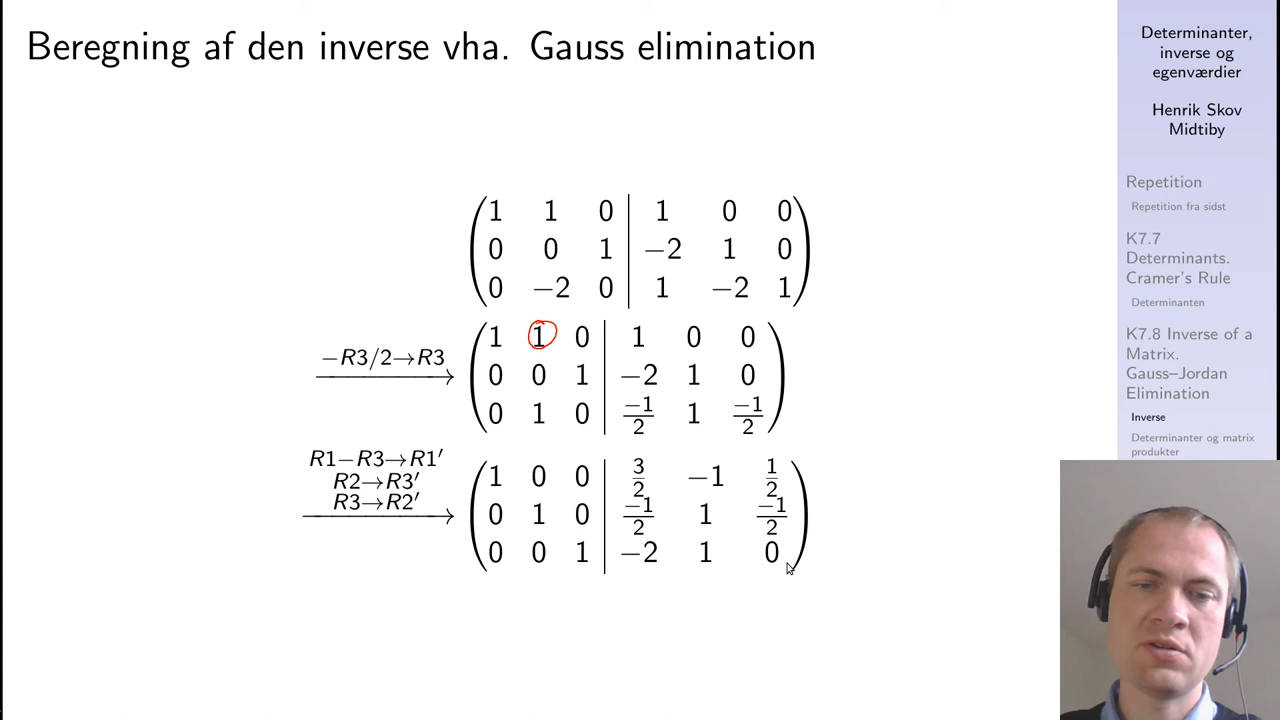 Beregning af den inverse vha. Gauss elimination
1 1 0 | 1 0 0
0 0 1 | −2 1 0
0 −2 0 | 1 −2 1
−R3/2→R3
1 1 0 | 1 0 0
0 0 1 | −2 1 0
0 1 0 | −1/2 1 −1/2
R1−R3→R1′
R2→R3′
R3→R2′
1 0 0 | 3/2 −1 1/2
0 1 0 | −1/2 1 −1/2
0 0 1 | −2 1 0
Determinanter,
inverse og
egenværdier
Henrik Skov
Midtiby
Repetition
Repetition fra sidst
K7.7
Determinants.
Cramer's Rule
Determinanten
K7.8 Inverse of a
Matrix.
Gauss–Jordan
Elimination
Inverse
Determinanter og matrix
produkter